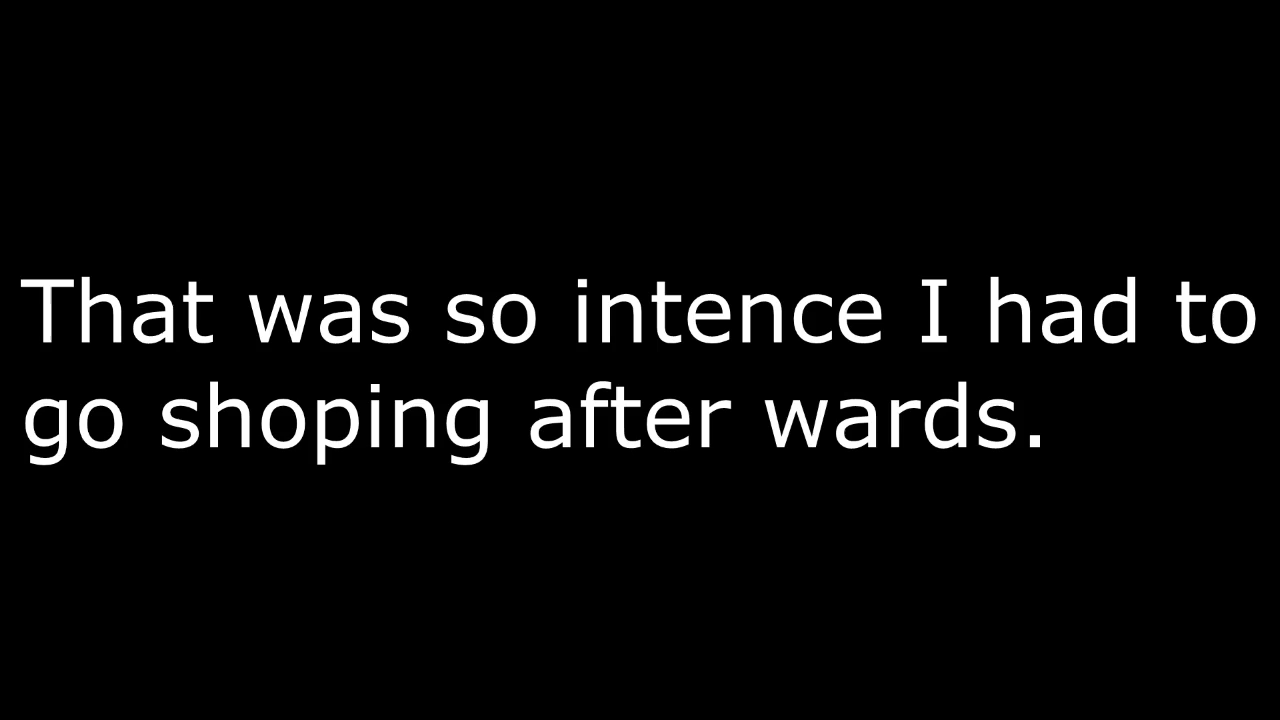 That was so intence I had to
go shoping after wards.